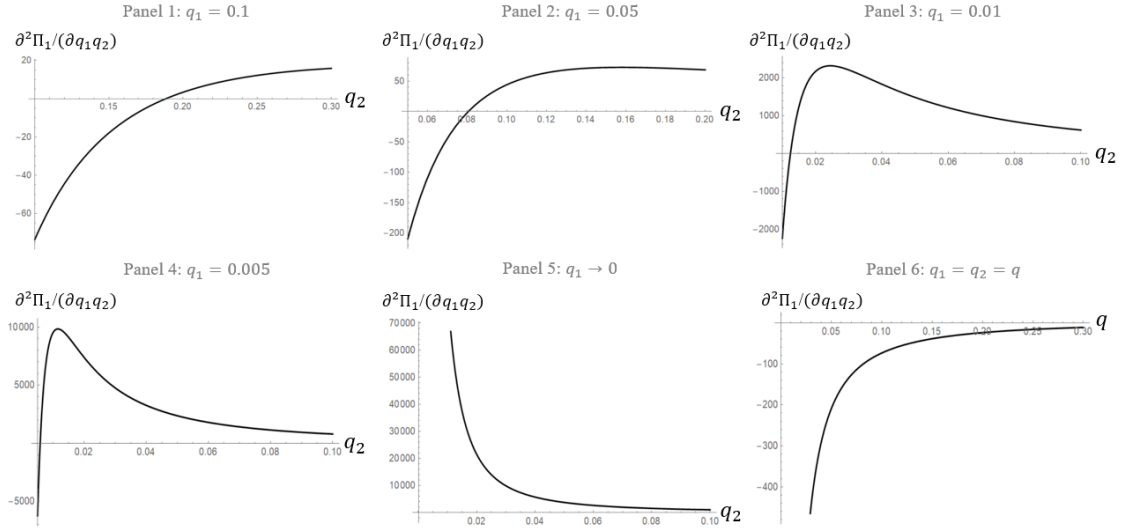 Panel 1: q₁ = 0.1
∂²Π₁/(∂q₁q₂)
20
0.15 0.20 0.25 0.30
q₂
−20
−40
−60
Panel 2: q₁ = 0.05
∂²Π₁/(∂q₁q₂)
50
0.06 0.08 0.10 0.12 0.14 0.16 0.18 0.20
q₂
−50
−100
−150
−200
Panel 3: q₁ = 0.01
∂²Π₁/(∂q₁q₂)
2000
1000
0.02 0.04 0.06 0.08 0.10
q₂
−1000
−2000
Panel 4: q₁ = 0.005
∂²Π₁/(∂q₁q₂)
10000
5000
0.02 0.04 0.06 0.08 0.10
q₂
−5000
Panel 5: q₁ → 0
∂²Π₁/(∂q₁q₂)
70000
60000
50000
40000
30000
20000
10000
0.02 0.04 0.06 0.08 0.10
q₂
Panel 6: q₁ = q₂ = q
∂²Π₁/(∂q₁q₂)
q
0.05 0.10 0.15 0.20 0.25 0.30
−100
−200
−300
−400